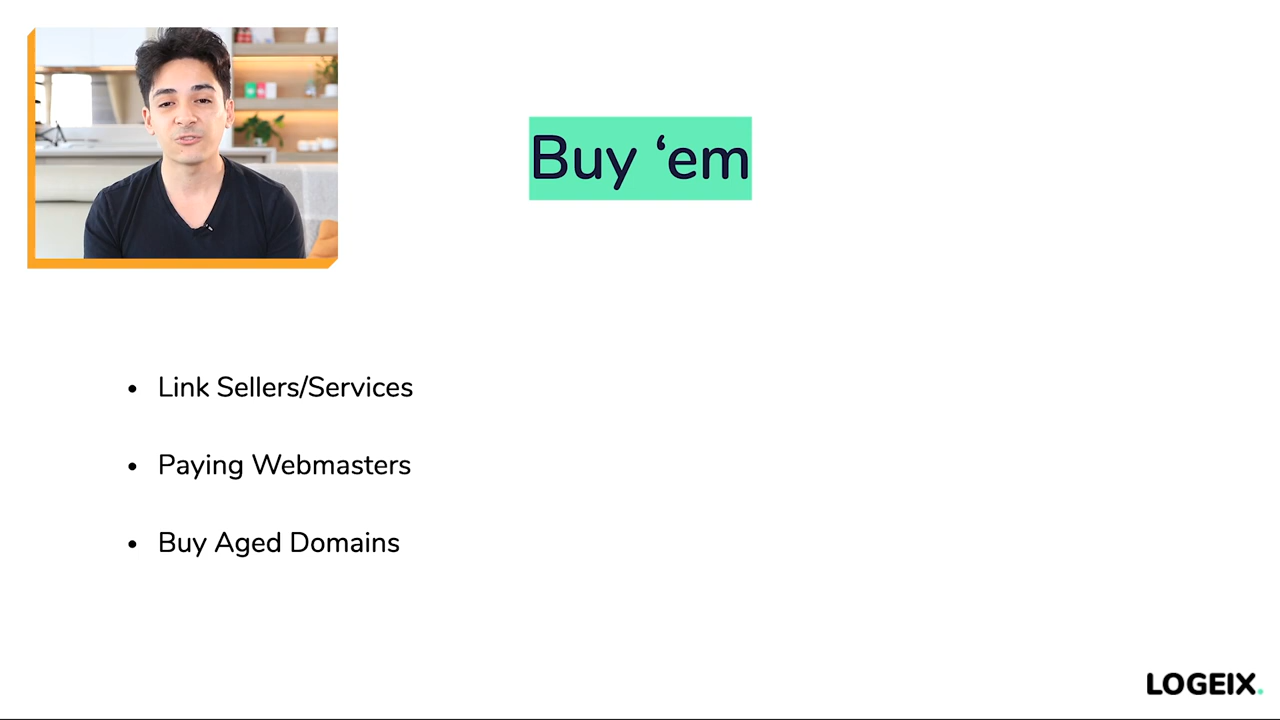 Buy ‘em
Link Sellers/Services
Paying Webmasters
Buy Aged Domains
LOGEIX.